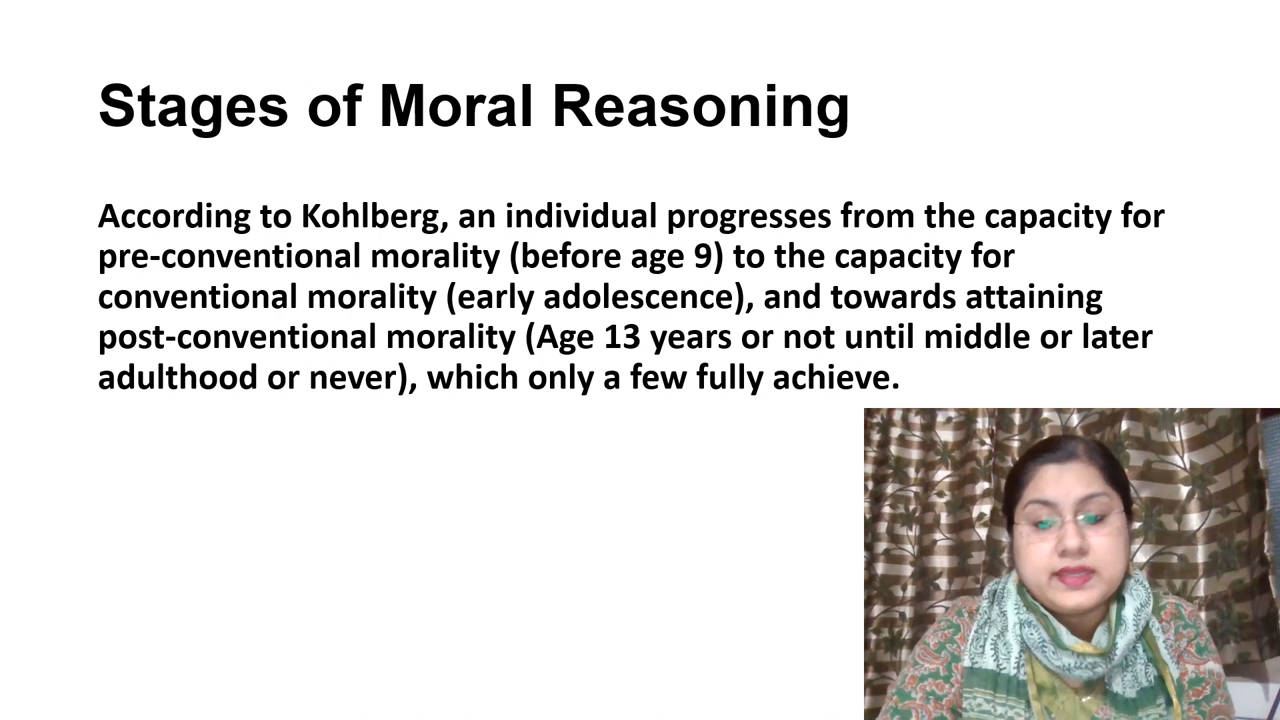 Stages of Moral Reasoning
According to Kohlberg, an individual progresses from the capacity for
pre-conventional morality (before age 9) to the capacity for
conventional morality (early adolescence), and towards attaining
post-conventional morality (Age 13 years or not until middle or later
adulthood or never), which only a few fully achieve.